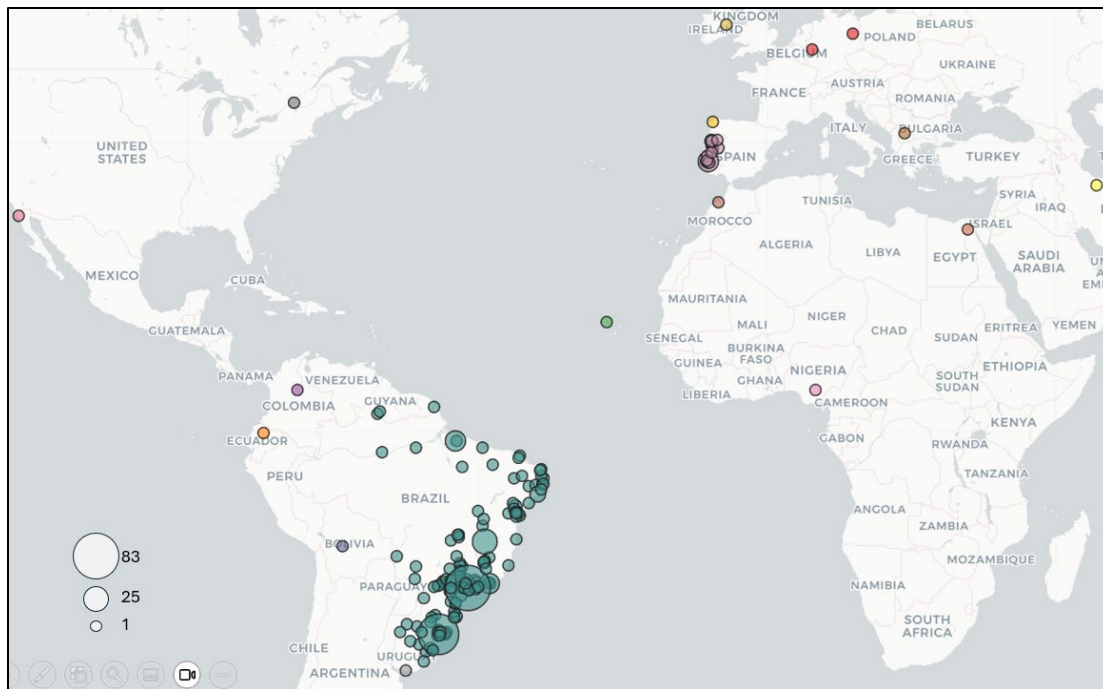 KINGDOM
IRELAND
BELARUS
POLAND
BELGIUM
UKRAINE
FRANCE
AUSTRIA
ROMANIA
ITALY
BULGARIA
SPAIN
GREECE
TURKEY
UNITED
STATES
TUNISIA
SYRIA
IRAQ
MOROCCO
ISRAEL
ALGERIA
LIBYA
EGYPT
SAUDI
ARABIA
MEXICO
CUBA
MAURITANIA
MALI
NIGER
CHAD
SUDAN
ERITREA
YEMEN
GUATEMALA
SENEGAL
BURKINA
FASO
GUINEA
NIGERIA
ETHIOPIA
PANAMA
VENEZUELA
GHANA
SOUTH
SUDAN
LIBERIA
CAMEROON
COLOMBIA
GUYANA
KENYA
ECUADOR
GABON
RWANDA
PERU
TANZANIA
BRAZIL
ANGOLA
ZAMBIA
BOLIVIA
83
MOZAMBIQUE
PARAGUAY
NAMIBIA
25
1
SOUTH
AFRICA
CHILE
URUGUAY
ARGENTINA